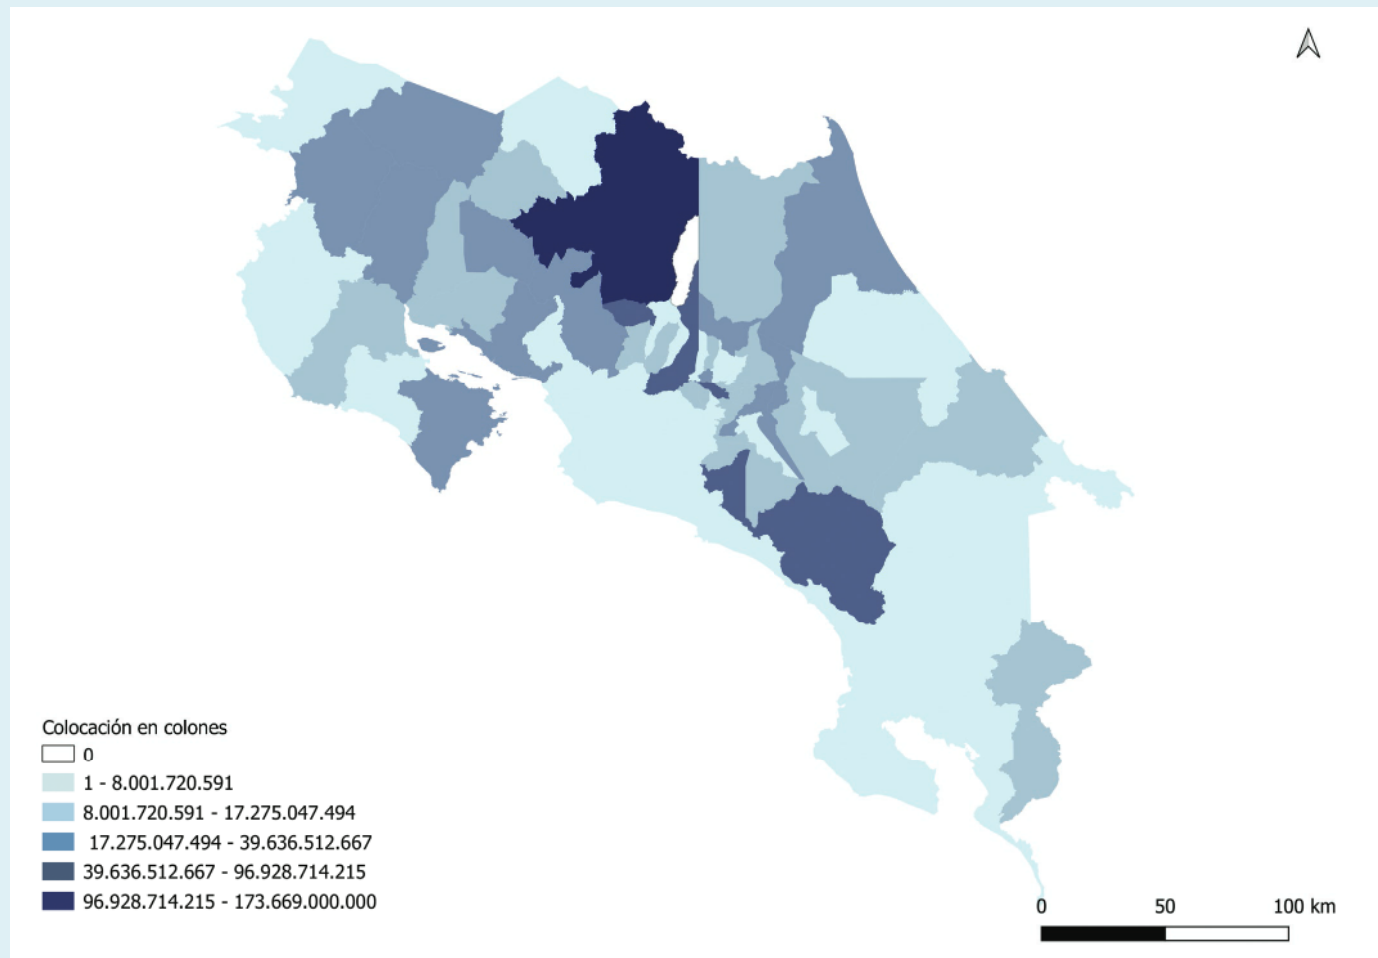 Colocación en colones
0
1 - 8.001.720.591
8.001.720.591 - 17.275.047.494
17.275.047.494 - 39.636.512.667
39.636.512.667 - 96.928.714.215
96.928.714.215 - 173.669.000.000
0 50 100 km